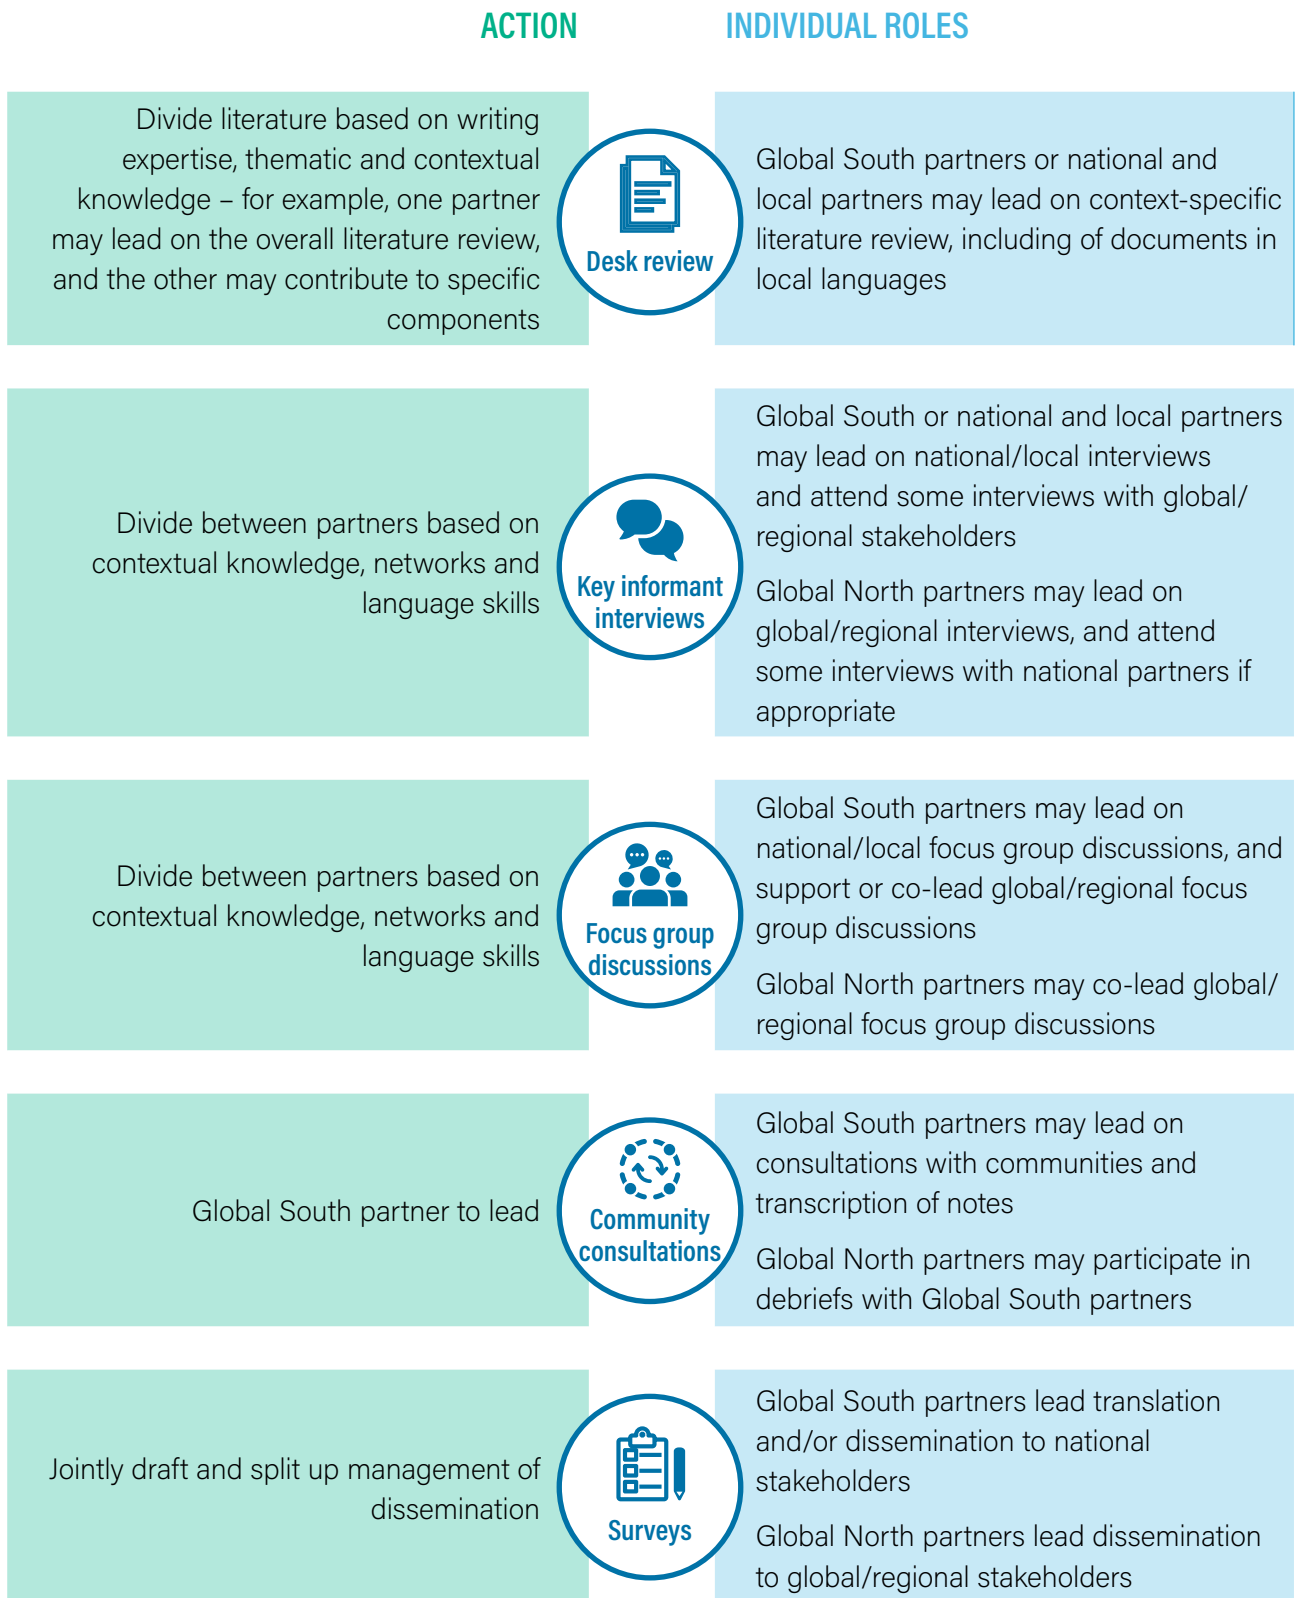 ACTION
INDIVIDUAL ROLES
Divide literature based on writing
expertise, thematic and contextual
knowledge – for example, one partner
may lead on the overall literature review,
and the other may contribute to specific
components
Desk review
Global South partners or national and
local partners may lead on context-specific
literature review, including of documents in
local languages
Divide between partners based on
contextual knowledge, networks and
language skills
Key informant
interviews
Global South or national and local partners
may lead on national/local interviews
and attend some interviews with global/
regional stakeholders
Global North partners may lead on
global/regional interviews, and attend
some interviews with national partners if
appropriate
Divide between partners based on
contextual knowledge, networks and
language skills
Focus group
discussions
Global South partners may lead on
national/local focus group discussions, and
support or co-lead global/regional focus
group discussions
Global North partners may co-lead global/
regional focus group discussions
Global South partner to lead
Community
consultations
Global South partners may lead on
consultations with communities and
transcription of notes
Global North partners may participate in
debriefs with Global South partners
Jointly draft and split up management of
dissemination
Surveys
Global South partners lead translation
and/or dissemination to national
stakeholders
Global North partners lead dissemination
to global/regional stakeholders